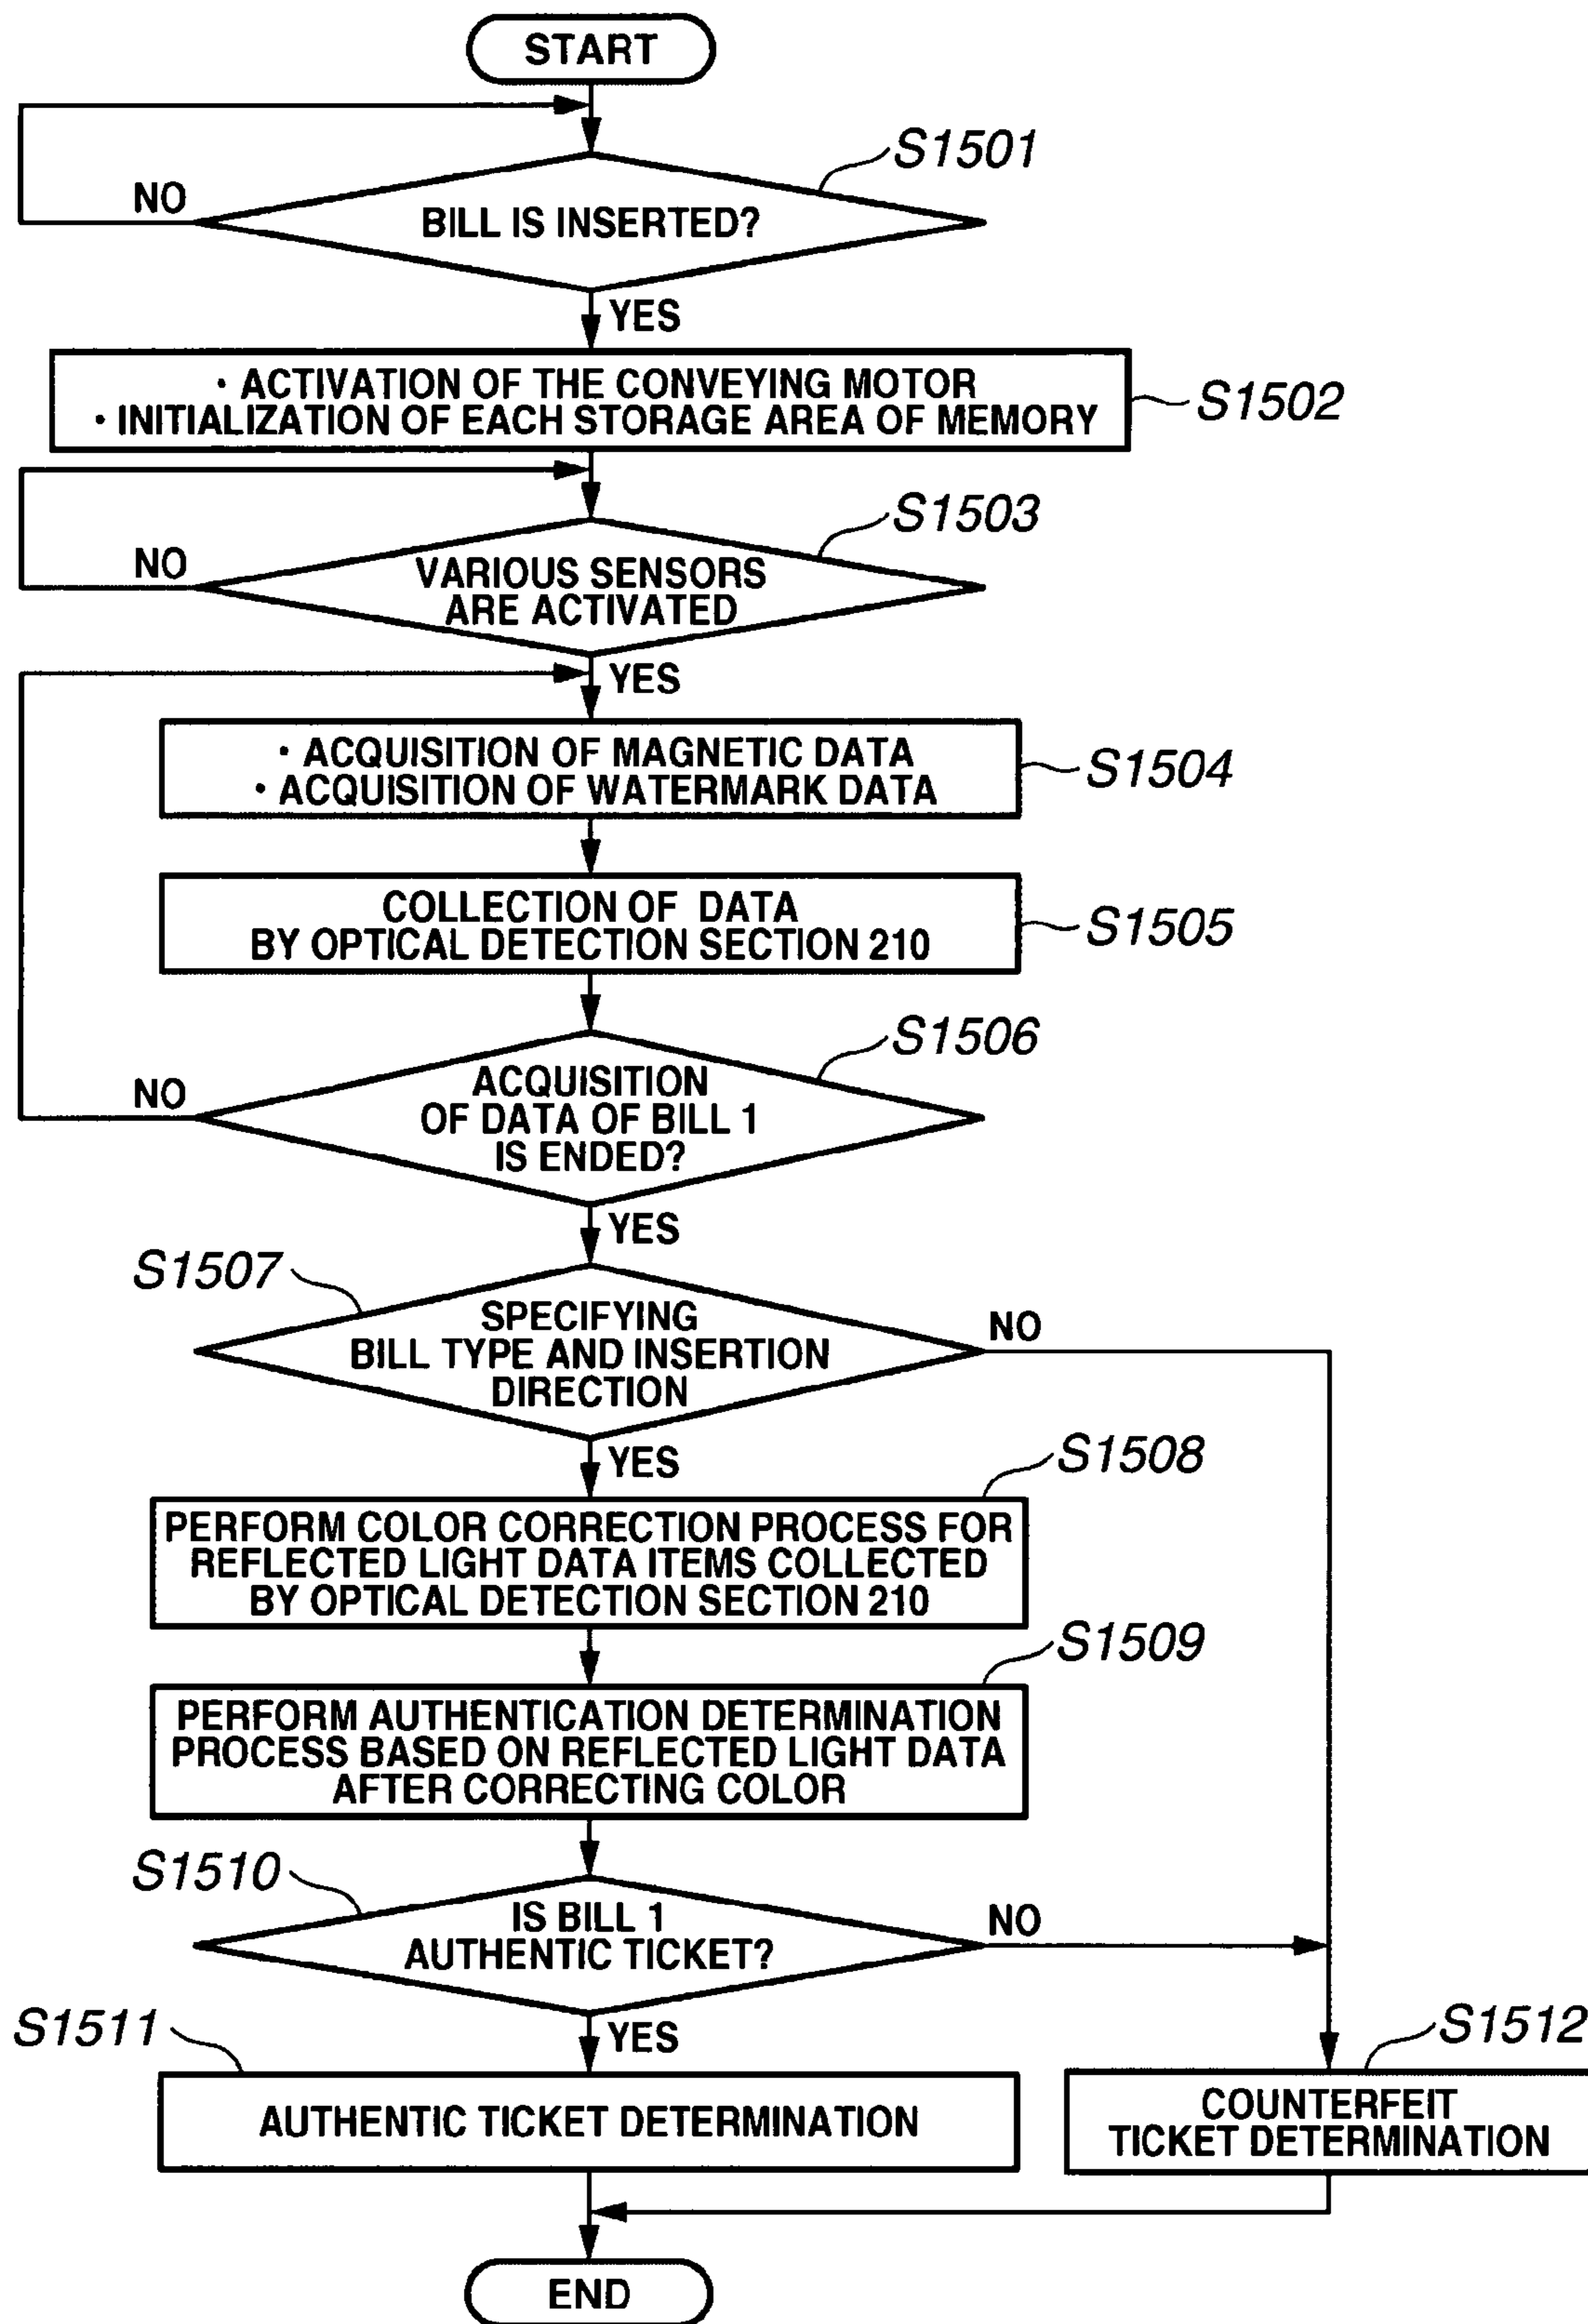 START
S1501
NO
BILL IS INSERTED?
YES
· ACTIVATION OF THE CONVEYING MOTOR
· INITIALIZATION OF EACH STORAGE AREA OF MEMORY
S1502
S1503
NO
VARIOUS SENSORS
ARE ACTIVATED
YES
· ACQUISITION OF MAGNETIC DATA
· ACQUISITION OF WATERMARK DATA
S1504
COLLECTION OF DATA
BY OPTICAL DETECTION SECTION 210
S1505
S1506
NO
ACQUISITION
OF DATA OF BILL 1
IS ENDED?
YES
S1507
SPECIFYING
BILL TYPE AND INSERTION
DIRECTION
NO
YES
S1508
PERFORM COLOR CORRECTION PROCESS FOR
REFLECTED LIGHT DATA ITEMS COLLECTED
BY OPTICAL DETECTION SECTION 210
S1509
PERFORM AUTHENTICATION DETERMINATION
PROCESS BASED ON REFLECTED LIGHT DATA
AFTER CORRECTING COLOR
S1510
IS BILL 1
AUTHENTIC TICKET?
NO
YES
S1511
AUTHENTIC TICKET DETERMINATION
S1512
COUNTERFEIT
TICKET DETERMINATION
END